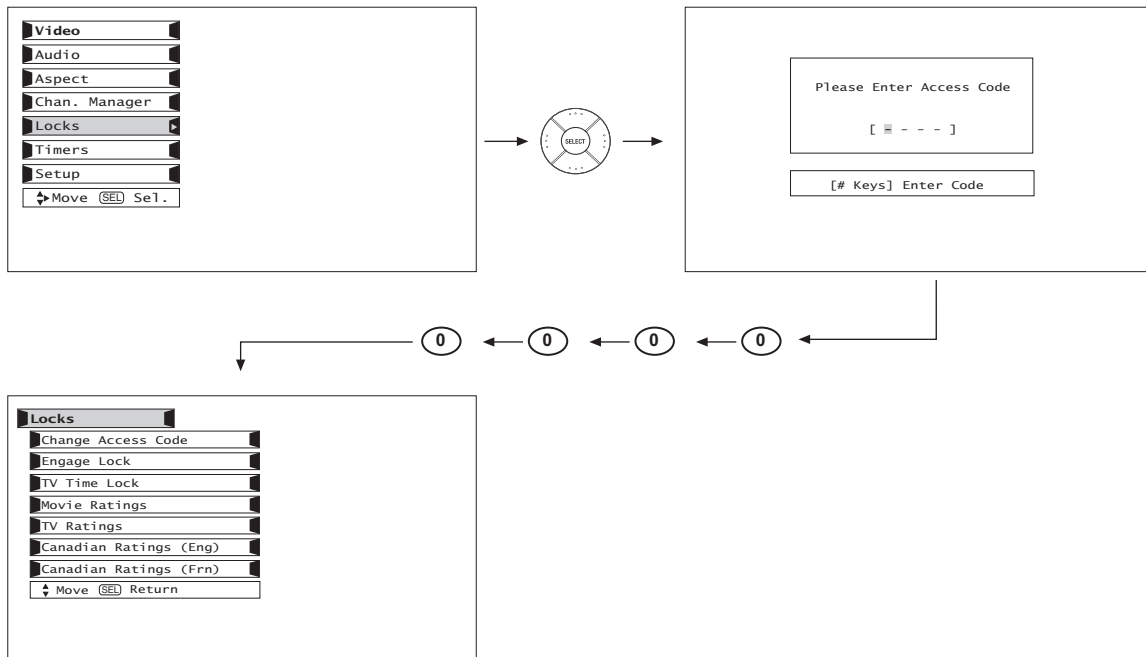 Video
Audio
Aspect
Chan. Manager
Locks
Timers
Setup
Move SEL Sel.
SELECT
Please Enter Access Code
[ - - - - ]
[# Keys] Enter Code
0 0 0 0
Locks
Change Access Code
Engage Lock
TV Time Lock
Movie Ratings
TV Ratings
Canadian Ratings (Eng)
Canadian Ratings (Frn)
Move SEL Return